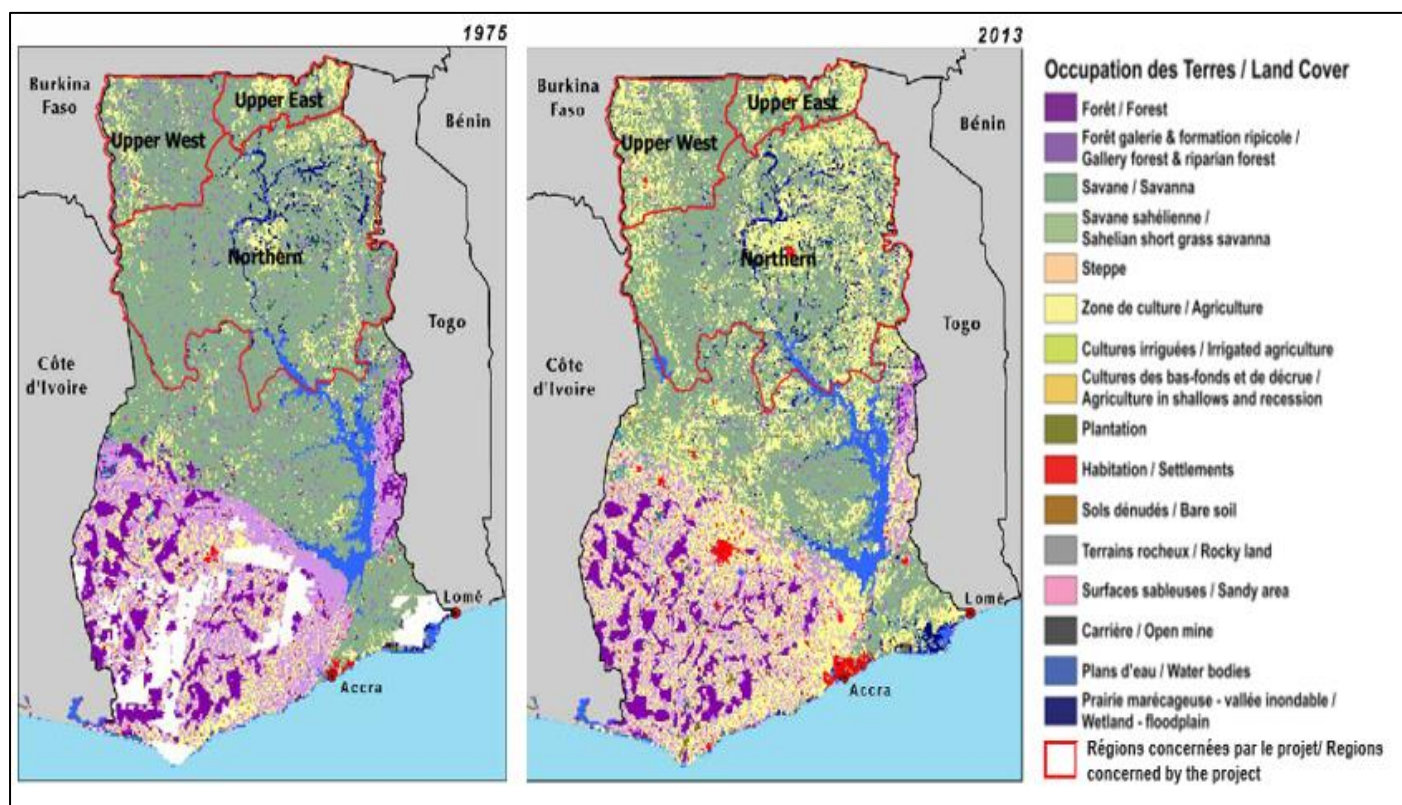 1975
Burkina
Faso
Upper East
Upper West
Bénin
Northern
Togo
Côte
d'Ivoire
Lomé
Accra
2013
Burkina
Faso
Upper East
Upper West
Bénin
Northern
Togo
Côte
d'Ivoire
Lomé
Accra
Occupation des Terres / Land Cover
Forêt / Forest
Forêt galerie & formation ripicole /
Gallery forest & riparian forest
Savane / Savanna
Savane sahélienne /
Sahelian short grass savanna
Steppe
Zone de culture / Agriculture
Cultures irriguées / Irrigated agriculture
Cultures des bas-fonds et de décrue /
Agriculture in shallows and recession
Plantation
Habitation / Settlements
Sols dénudés / Bare soil
Terrains rocheux / Rocky land
Surfaces sableuses / Sandy area
Carrière / Open mine
Plans d'eau / Water bodies
Prairie marécageuse - vallée inondable /
Wetland - floodplain
Régions concernées par le projet/ Regions
concerned by the project